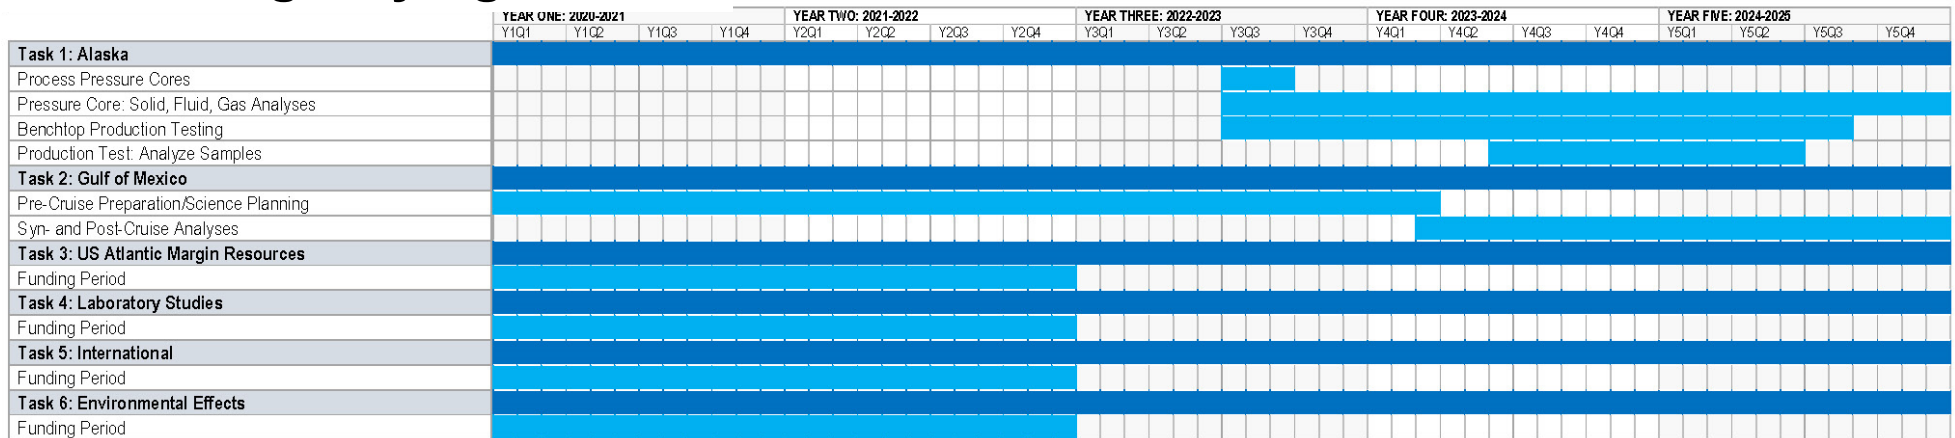 YEAR ONE: 2020-2021 YEAR TWO: 2021-2022 YEAR THREE: 2022-2023 YEAR FOUR: 2023-2024 YEAR FIVE: 2024-2025
Y1Q1 Y1Q2 Y1Q3 Y1Q4 Y2Q1 Y2Q2 Y2Q3 Y2Q4 Y3Q1 Y3Q2 Y3Q3 Y3Q4 Y4Q1 Y4Q2 Y4Q3 Y4Q4 Y5Q1 Y5Q2 Y5Q3 Y5Q4
Task 1: Alaska
Process Pressure Cores
Pressure Core: Solid, Fluid, Gas Analyses
Benchtop Production Testing
Production Test: Analyze Samples
Task 2: Gulf of Mexico
Pre-Cruise Preparation/Science Planning
Syn- and Post-Cruise Analyses
Task 3: US Atlantic Margin Resources
Funding Period
Task 4: Laboratory Studies
Funding Period
Task 5: International
Funding Period
Task 6: Environmental Effects
Funding Period